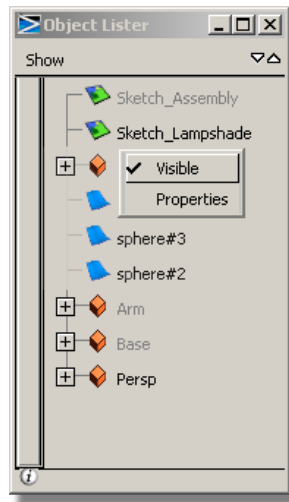 Object Lister
Show
Sketch_Assembly
Sketch_Lampshade
Visible
Properties
sphere#3
sphere#2
Arm
Base
Persp